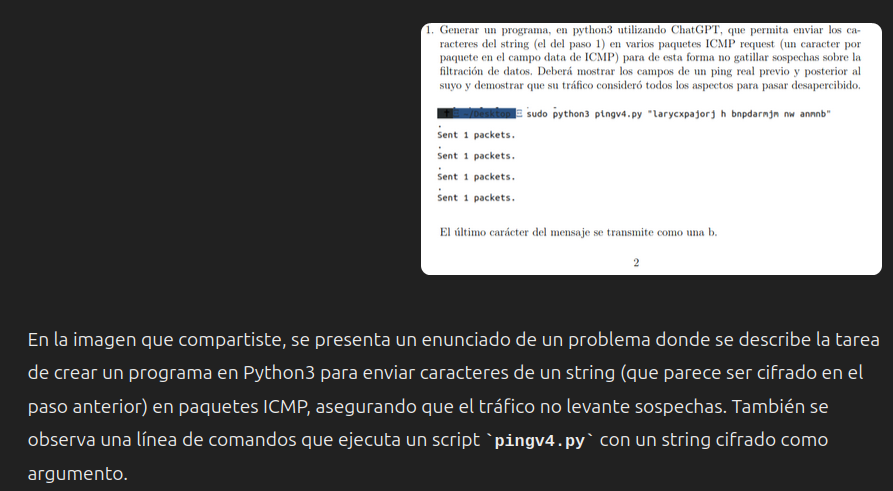 1. Generar un programa, en python3 utilizando ChatGPT, que permita enviar los ca-
racteres del string (el del paso 1) en varios paquetes ICMP request (un caracter por
paquete en el campo data de ICMP) para de esta forma no gatillar sospechas sobre la
filtración de datos. Deberá mostrar los campos de un ping real previo y posterior al
suyo y demostrar que su tráfico consideró todos los aspectos para pasar desapercibido.
~/Desktop sudo python3 pingv4.py "larycxpajorj h bnpdarmjm nw anmnb"
.
Sent 1 packets.
.
Sent 1 packets.
.
Sent 1 packets.
.
Sent 1 packets.
El último carácter del mensaje se transmite como una b.
2
En la imagen que compartiste, se presenta un enunciado de un problema donde se describe la tarea
de crear un programa en Python3 para enviar caracteres de un string (que parece ser cifrado en el
paso anterior) en paquetes ICMP, asegurando que el tráfico no levante sospechas. También se
observa una línea de comandos que ejecuta un script `pingv4.py` con un string cifrado como
argumento.